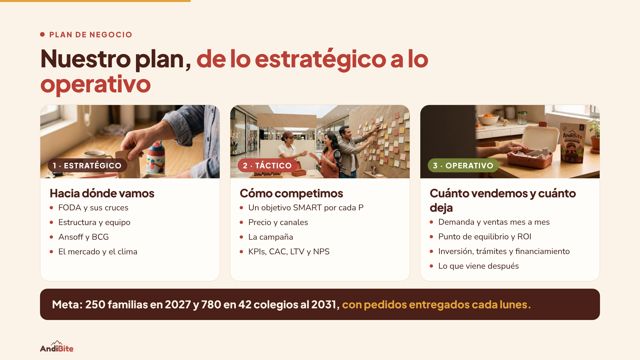 PLAN DE NEGOCIO
Nuestro plan, de lo estratégico a lo
operativo
1 · ESTRATÉGICO
Hacia dónde vamos
FODA y sus cruces
Estructura y equipo
Ansoff y BCG
El mercado y el clima
2 · TÁCTICO
Cómo competimos
Un objetivo SMART por cada P
Precio y canales
La campaña
KPIs, CAC, LTV y NPS
3 · OPERATIVO
Cuánto vendemos y cuánto
deja
Demanda y ventas mes a mes
Punto de equilibrio y ROI
Inversión, trámites y financiamiento
Lo que viene después
Meta: 250 familias en 2027 y 780 en 42 colegios al 2031, con pedidos entregados cada lunes.
AndiBite